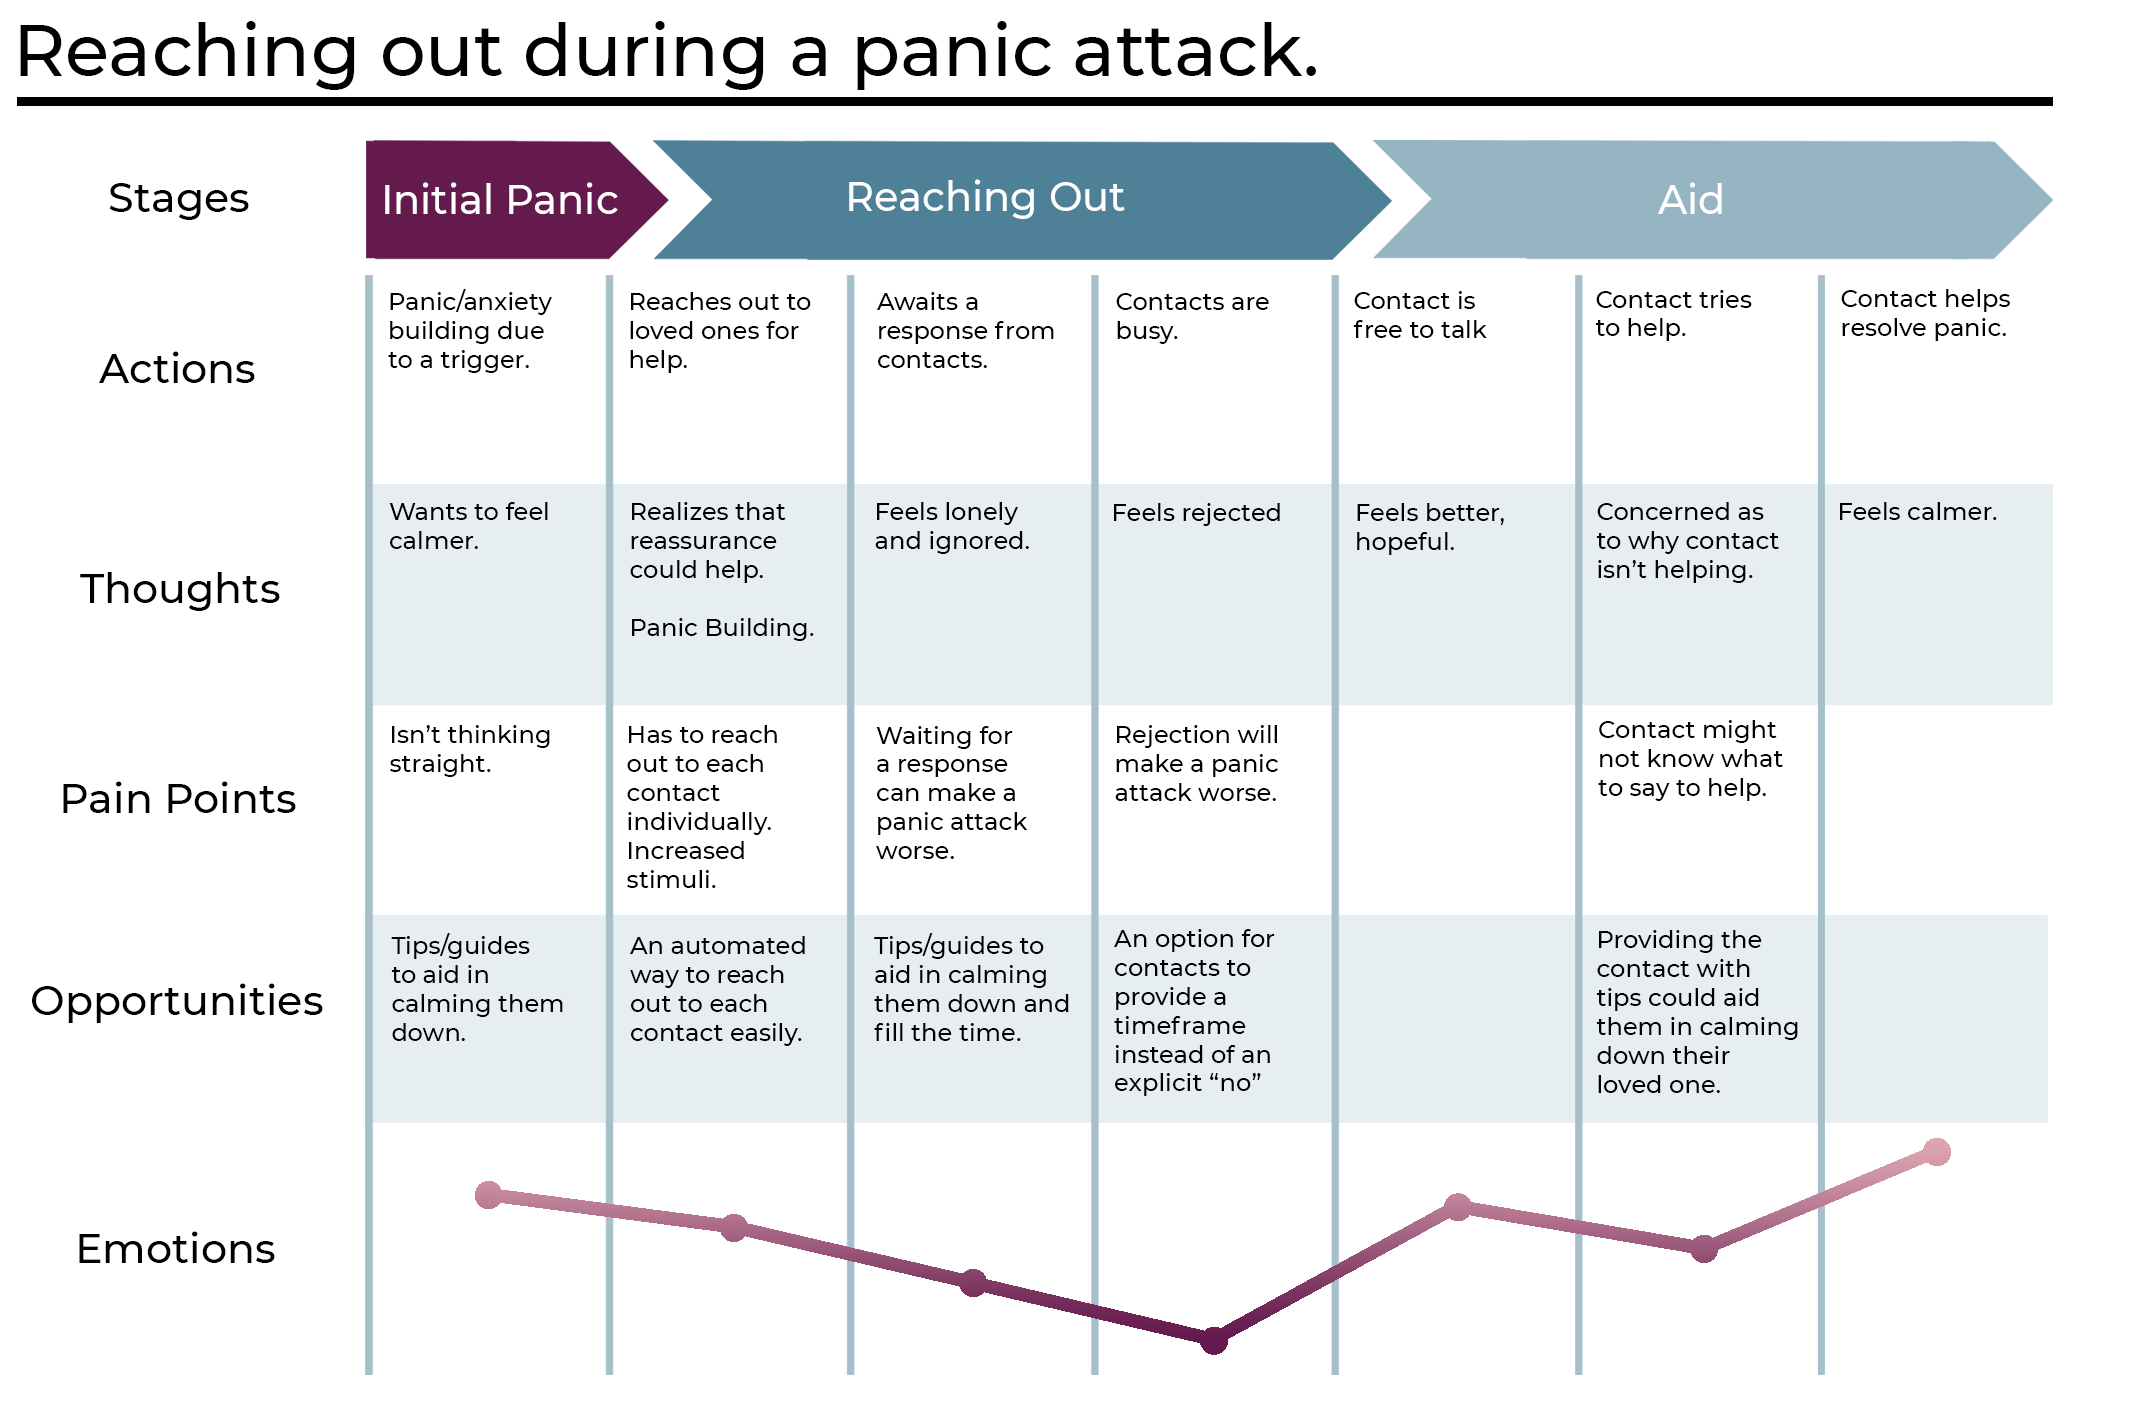 Reaching out during a panic attack.
Stages
Initial Panic
Reaching Out
Aid
Actions
Panic/anxiety
building due
to a trigger.
Reaches out to
loved ones for
help.
Awaits a
response from
contacts.
Contacts are
busy.
Contact is
free to talk
Contact tries
to help.
Contact helps
resolve panic.
Thoughts
Wants to feel
calmer.
Realizes that
reassurance
could help.
Panic Building.
Feels lonely
and ignored.
Feels rejected
Feels better,
hopeful.
Concerned as
to why contact
isn’t helping.
Feels calmer.
Pain Points
Isn’t thinking
straight.
Has to reach
out to each
contact
individually.
Increased
stimuli.
Waiting for
a response
can make a
panic attack
worse.
Rejection will
make a panic
attack worse.
Contact might
not know what
to say to help.
Opportunities
Tips/guides
to aid in
calming them
down.
An automated
way to reach
out to each
contact easily.
Tips/guides to
aid in calming
them down and
fill the time.
An option for
contacts to
provide a
timeframe
instead of an
explicit “no”
Providing the
contact with
tips could aid
them in calming
down their
loved one.
Emotions